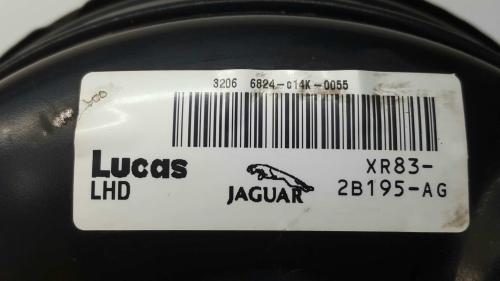 3206 6824-c14K-0055
Lucas
LHD
JAGUAR
XR83-
2B195-AG